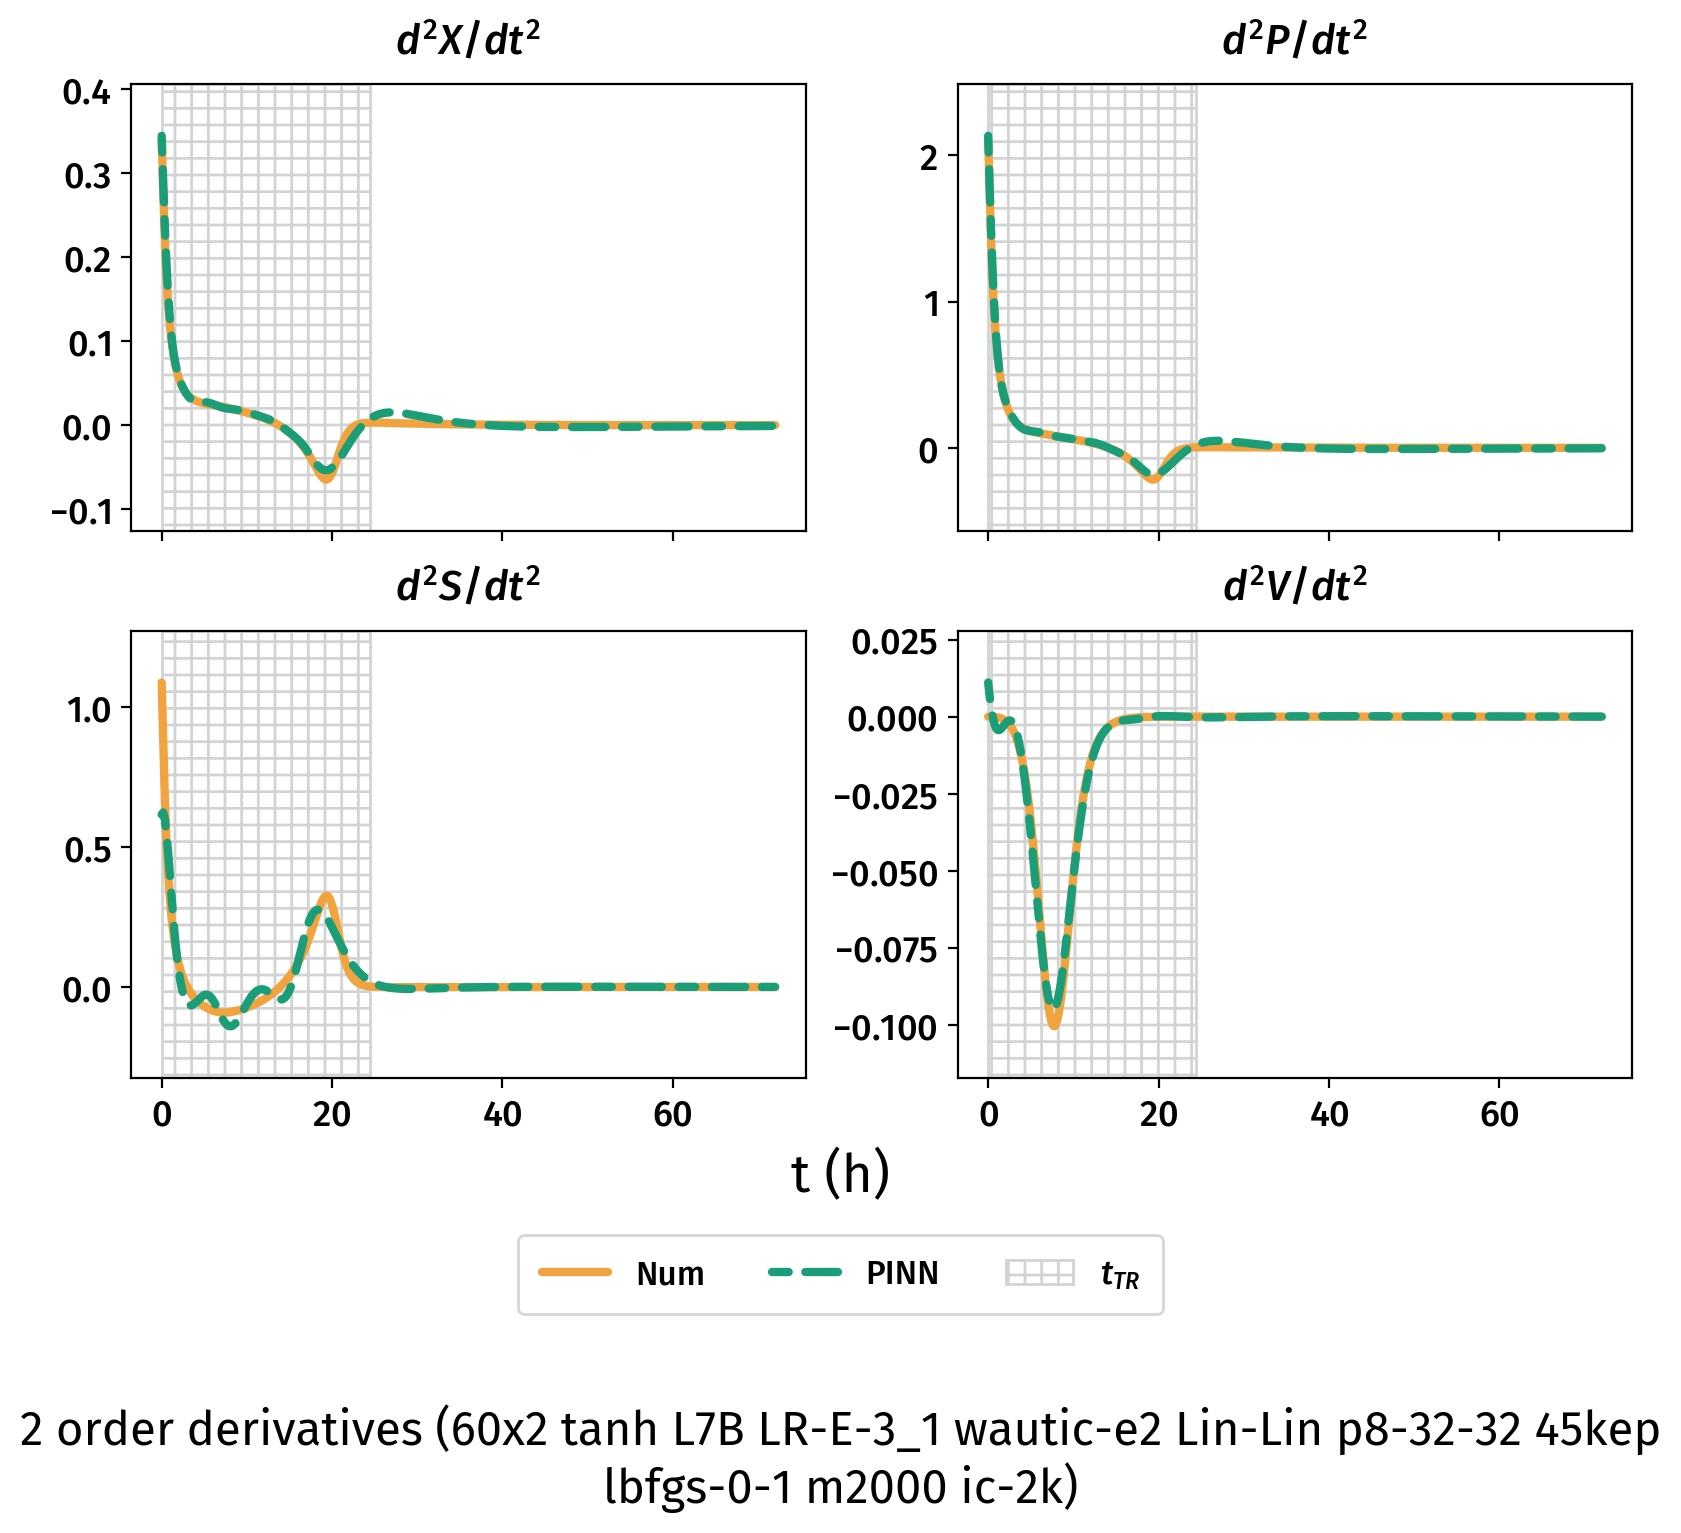 d²X/dt²
d²P/dt²
0.4
0.3
0.2
0.1
0.0
−0.1
2
1
0
d²S/dt²
d²V/dt²
1.0
0.5
0.0
0.025
0.000
−0.025
−0.050
−0.075
−0.100
0 20 40 60
0 20 40 60
t (h)
Num PINN t_TR
2 order derivatives (60x2 tanh L7B LR-E-3_1 wautic-e2 Lin-Lin p8-32-32 45kep
lbfgs-0-1 m2000 ic-2k)